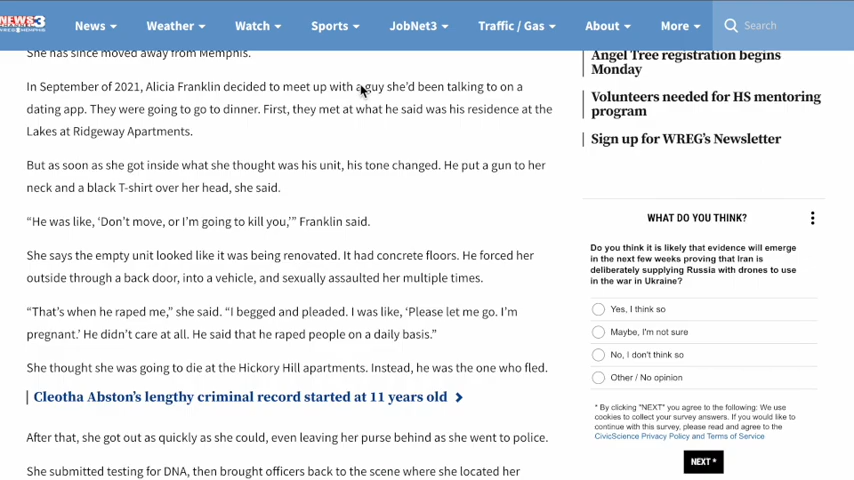 NEWS 3
WREG MEMPHIS
News
Weather
Watch
Sports
JobNet3
Traffic / Gas
About
More
Search
She has since moved away from Memphis.
In September of 2021, Alicia Franklin decided to meet up with a guy she’d been talking to on a
dating app. They were going to go to dinner. First, they met at what he said was his residence at the
Lakes at Ridgeway Apartments.
But as soon as she got inside what she thought was his unit, his tone changed. He put a gun to her
neck and a black T-shirt over her head, she said.
“He was like, ‘Don’t move, or I’m going to kill you,’” Franklin said.
She says the empty unit looked like it was being renovated. It had concrete floors. He forced her
outside through a back door, into a vehicle, and sexually assaulted her multiple times.
“That’s when he raped me,” she said. “I begged and pleaded. I was like, ‘Please let me go. I’m
pregnant.’ He didn’t care at all. He said that he raped people on a daily basis.”
She thought she was going to die at the Hickory Hill apartments. Instead, he was the one who fled.
Cleotha Abston’s lengthy criminal record started at 11 years old
After that, she got out as quickly as she could, even leaving her purse behind as she went to police.
She submitted testing for DNA, then brought officers back to the scene where she located her
Angel Tree registration begins
Monday
Volunteers needed for HS mentoring
program
Sign up for WREG’s Newsletter
WHAT DO YOU THINK?
Do you think it is likely that evidence will emerge
in the next few weeks proving that Iran is
deliberately supplying Russia with drones to use
in the war in Ukraine?
Yes, I think so
Maybe, I'm not sure
No, I don't think so
Other / No opinion
* By clicking "NEXT" you agree to the following: We use
cookies to collect your survey answers. If you would like to
continue with this survey, please read and agree to the
CivicScience Privacy Policy and Terms of Service
NEXT *